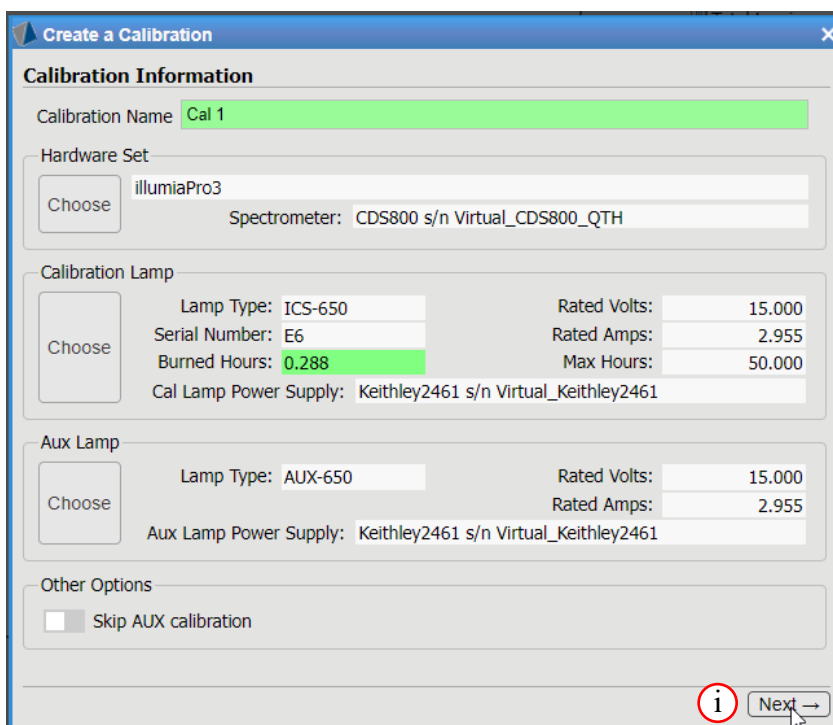 Create a Calibration
Calibration Information
Calibration Name Cal 1
Hardware Set
Choose
illumiaPro3
Spectrometer: CDS800 s/n Virtual_CDS800_QTH
Calibration Lamp
Choose
Lamp Type: ICS-650 Rated Volts: 15.000
Serial Number: E6 Rated Amps: 2.955
Burned Hours: 0.288 Max Hours: 50.000
Cal Lamp Power Supply: Keithley2461 s/n Virtual_Keithley2461
Aux Lamp
Choose
Lamp Type: AUX-650 Rated Volts: 15.000
Rated Amps: 2.955
Aux Lamp Power Supply: Keithley2461 s/n Virtual_Keithley2461
Other Options
Skip AUX calibration
i Next →